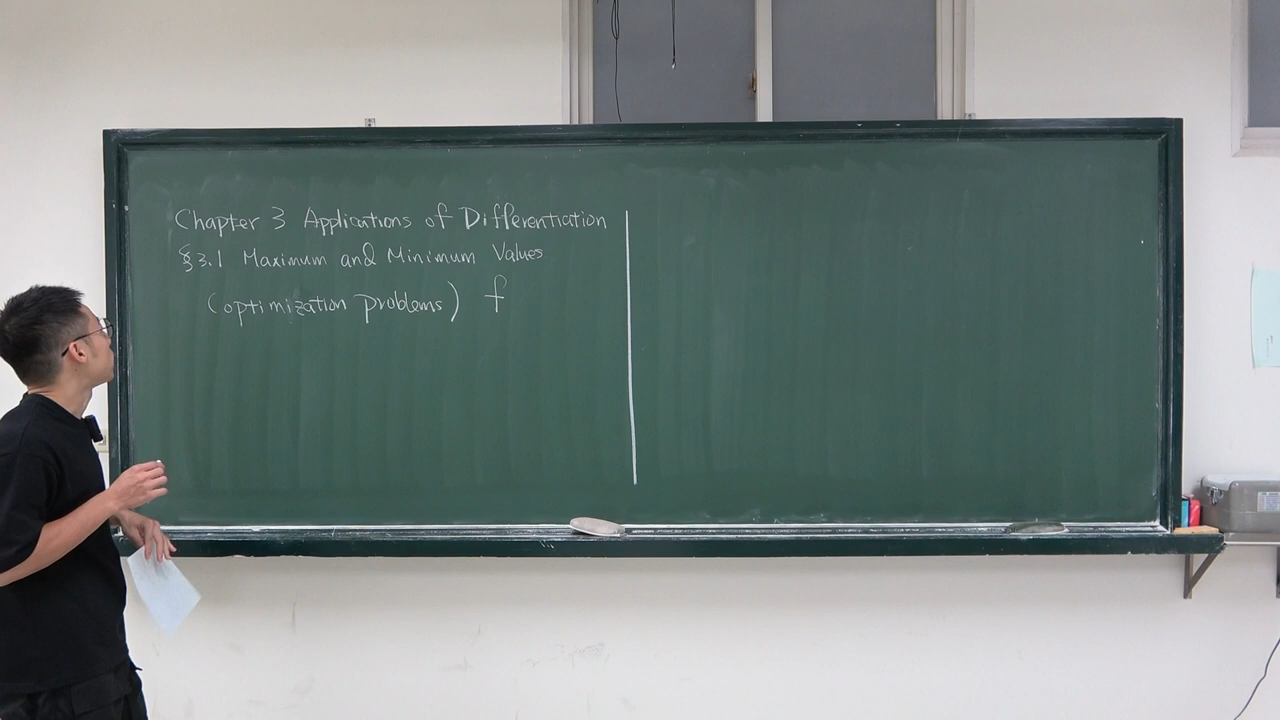 Chapter 3 Applications of Differentiation
§3.1 Maximum and Minimum Values
(optimization problems) f